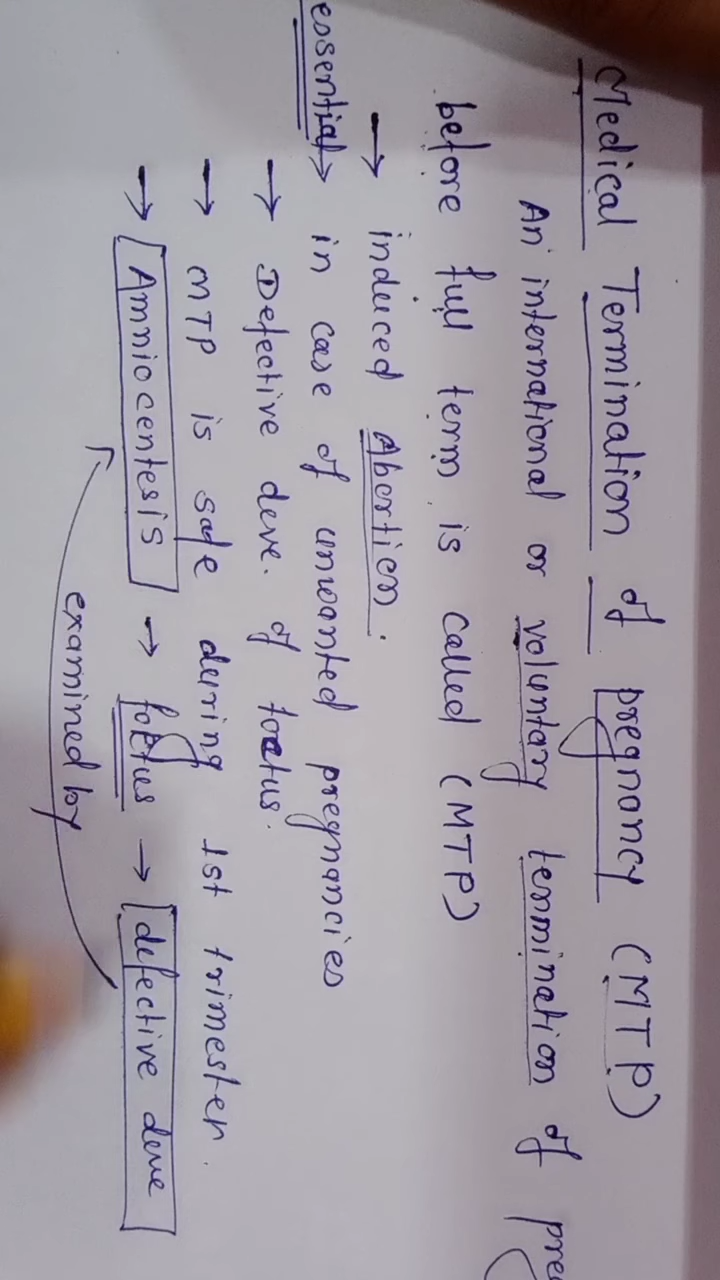 Medical Termination of pregnancy (MTP)
An international or voluntary termination of pre
before full term is called (MTP)
→ induced Abortion.
essential → in case of unwanted pregnancies
→ Defective deve. of foetus.
→ MTP is safe during 1st trimester.
→ Amniocentesis → foetus → defective deve
examined by